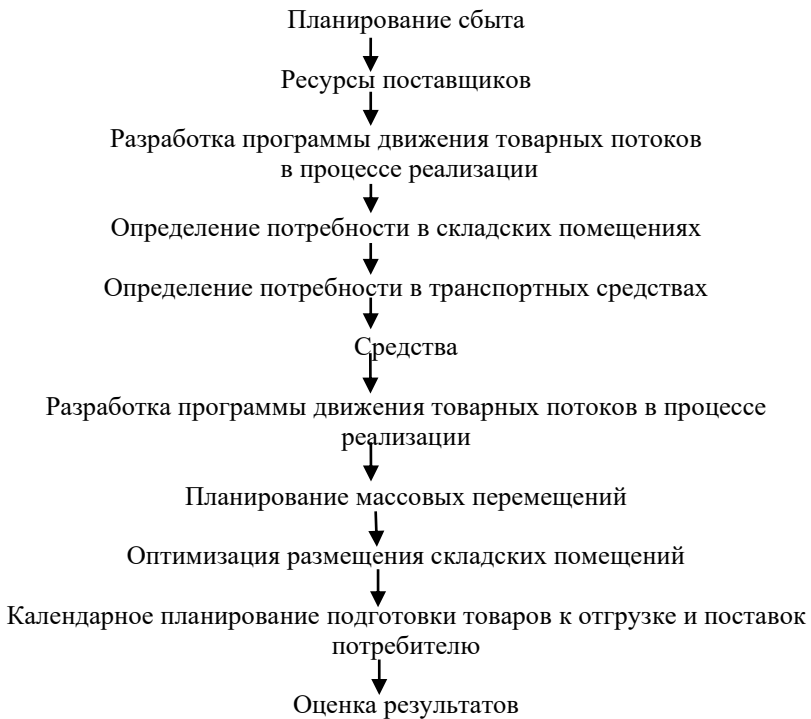 Планирование сбыта
Ресурсы поставщиков
Разработка программы движения товарных потоков
в процессе реализации
Определение потребности в складских помещениях
Определение потребности в транспортных средствах
Средства
Разработка программы движения товарных потоков в процессе
реализации
Планирование массовых перемещений
Оптимизация размещения складских помещений
Календарное планирование подготовки товаров к отгрузке и поставок
потребителю
Оценка результатов